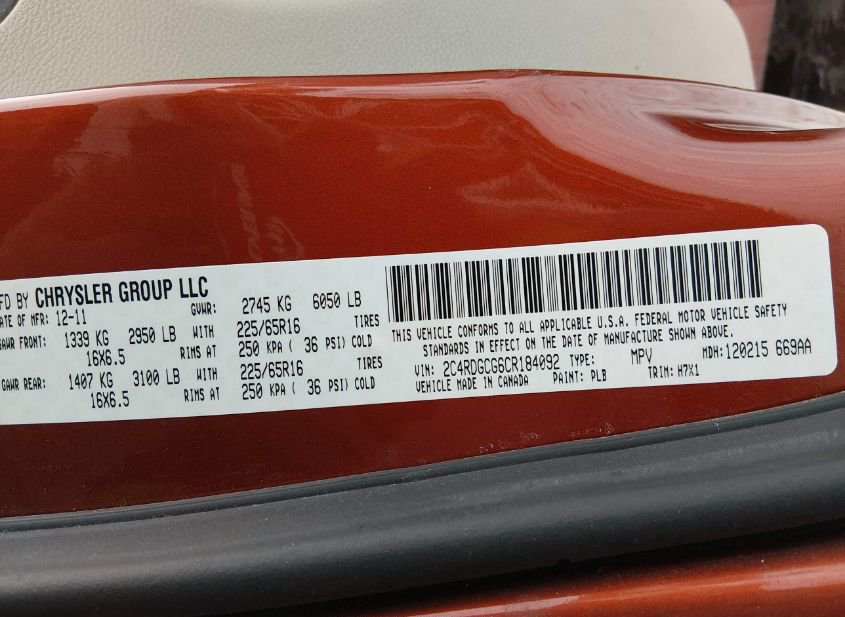 FD BY CHRYSLER GROUP LLC
ATE OF MFR: 12-11 GVWR: 2745 KG 6050 LB
GAWR FRONT: 1339 KG 2950 LB WITH 225/65R16 TIRES
16X6.5 RIMS AT 250 KPA ( 36 PSI) COLD
GAWR REAR: 1407 KG 3100 LB WITH 225/65R16 TIRES
16X6.5 RIMS AT 250 KPA ( 36 PSI) COLD
THIS VEHICLE CONFORMS TO ALL APPLICABLE U.S.A. FEDERAL MOTOR VEHICLE SAFETY
STANDARDS IN EFFECT ON THE DATE OF MANUFACTURE SHOWN ABOVE.
VIN: 2C4RDGCG6CR184092 TYPE: MPV MDH: 120215 669AA
VEHICLE MADE IN CANADA PAINT: PLB TRIM: H7X1